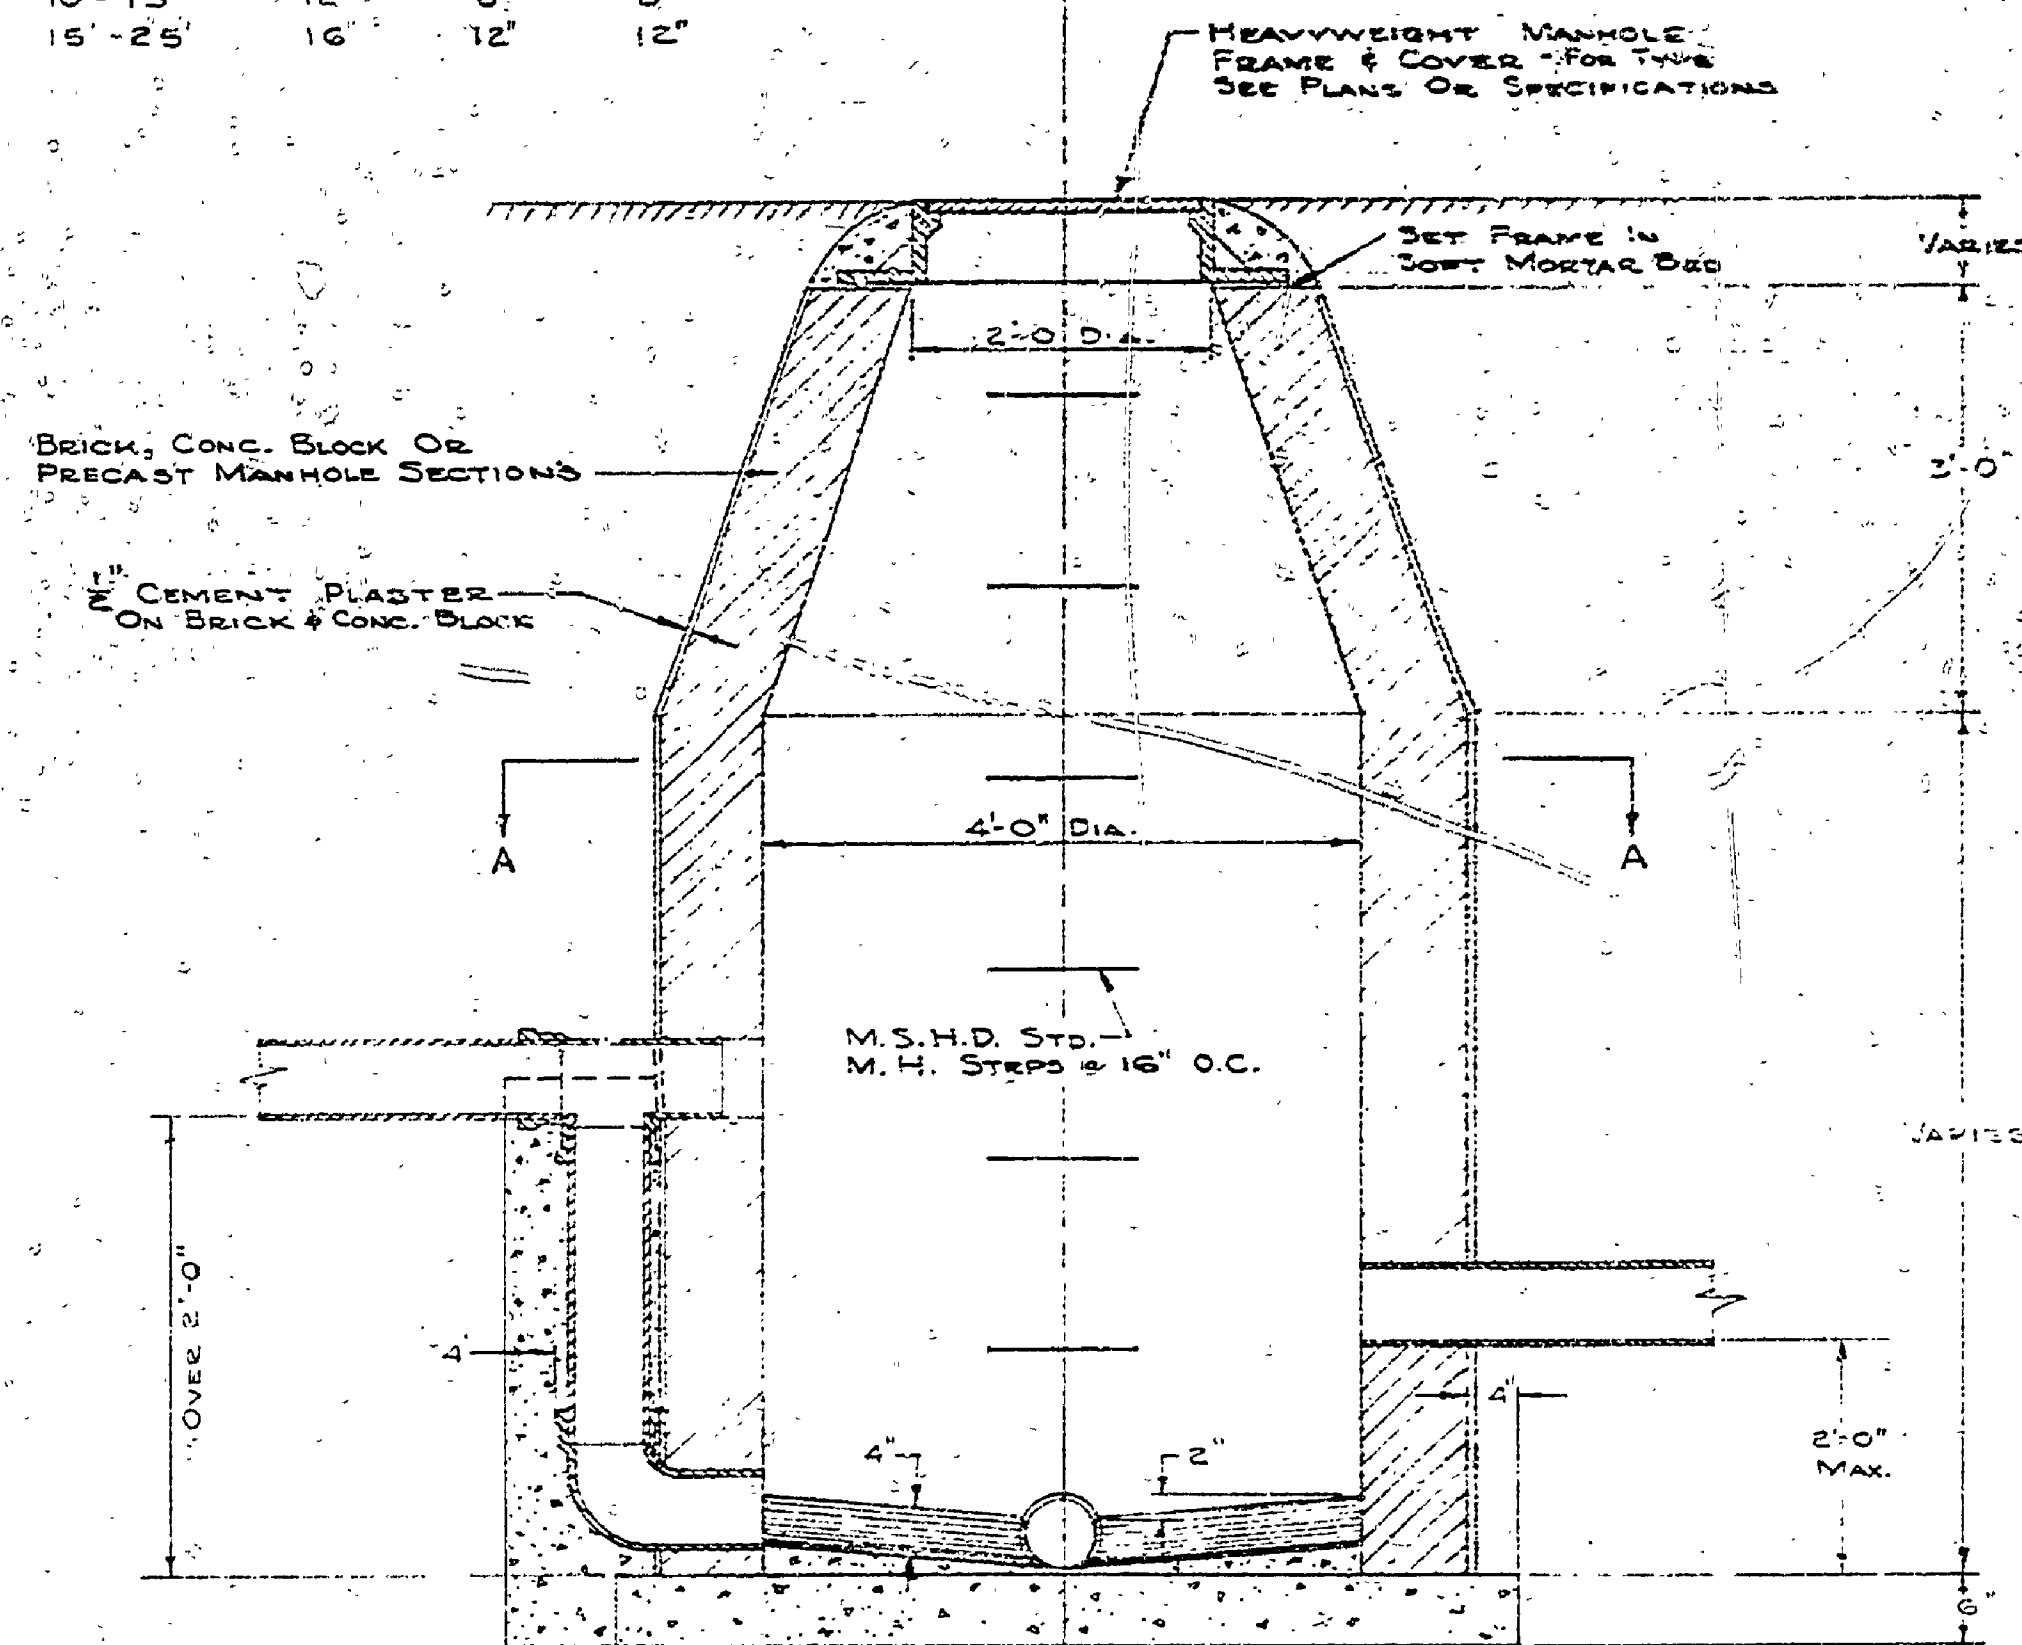 15'-25' 16" 12" 12"
HEAVYWEIGHT MANHOLE
FRAME & COVER - FOR TYPE
SEE PLANS OR SPECIFICATIONS
SET FRAME IN
SOFT MORTAR BED
VARIES
2'-0 DIA.
BRICK, CONC. BLOCK OR
PRECAST MANHOLE SECTIONS
3'-0"
1/2" CEMENT PLASTER
ON BRICK & CONC. BLOCK
4'-0" DIA.
A
A
M.S.H.D. STD.
M.H. STEPS @ 16" O.C.
VARIES
OVER 2'-0"
4"
4"
4"
2"
2'-0"
MAX.
6"